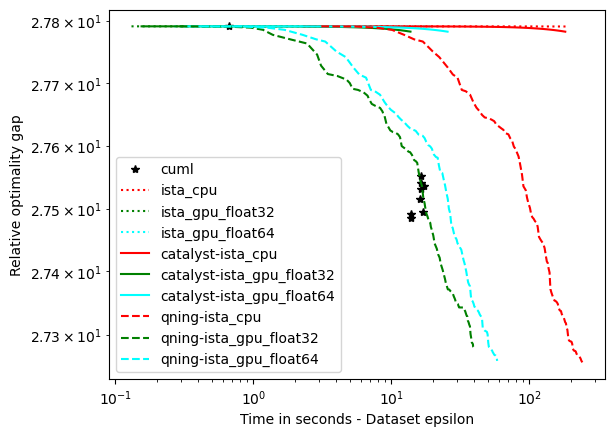 2.78 × 10¹
2.77 × 10¹
2.76 × 10¹
2.75 × 10¹
2.74 × 10¹
2.73 × 10¹
Relative optimality gap
cuml
ista_cpu
ista_gpu_float32
ista_gpu_float64
catalyst-ista_cpu
catalyst-ista_gpu_float32
catalyst-ista_gpu_float64
qning-ista_cpu
qning-ista_gpu_float32
qning-ista_gpu_float64
10⁻¹ 10⁰ 10¹ 10²
Time in seconds - Dataset epsilon